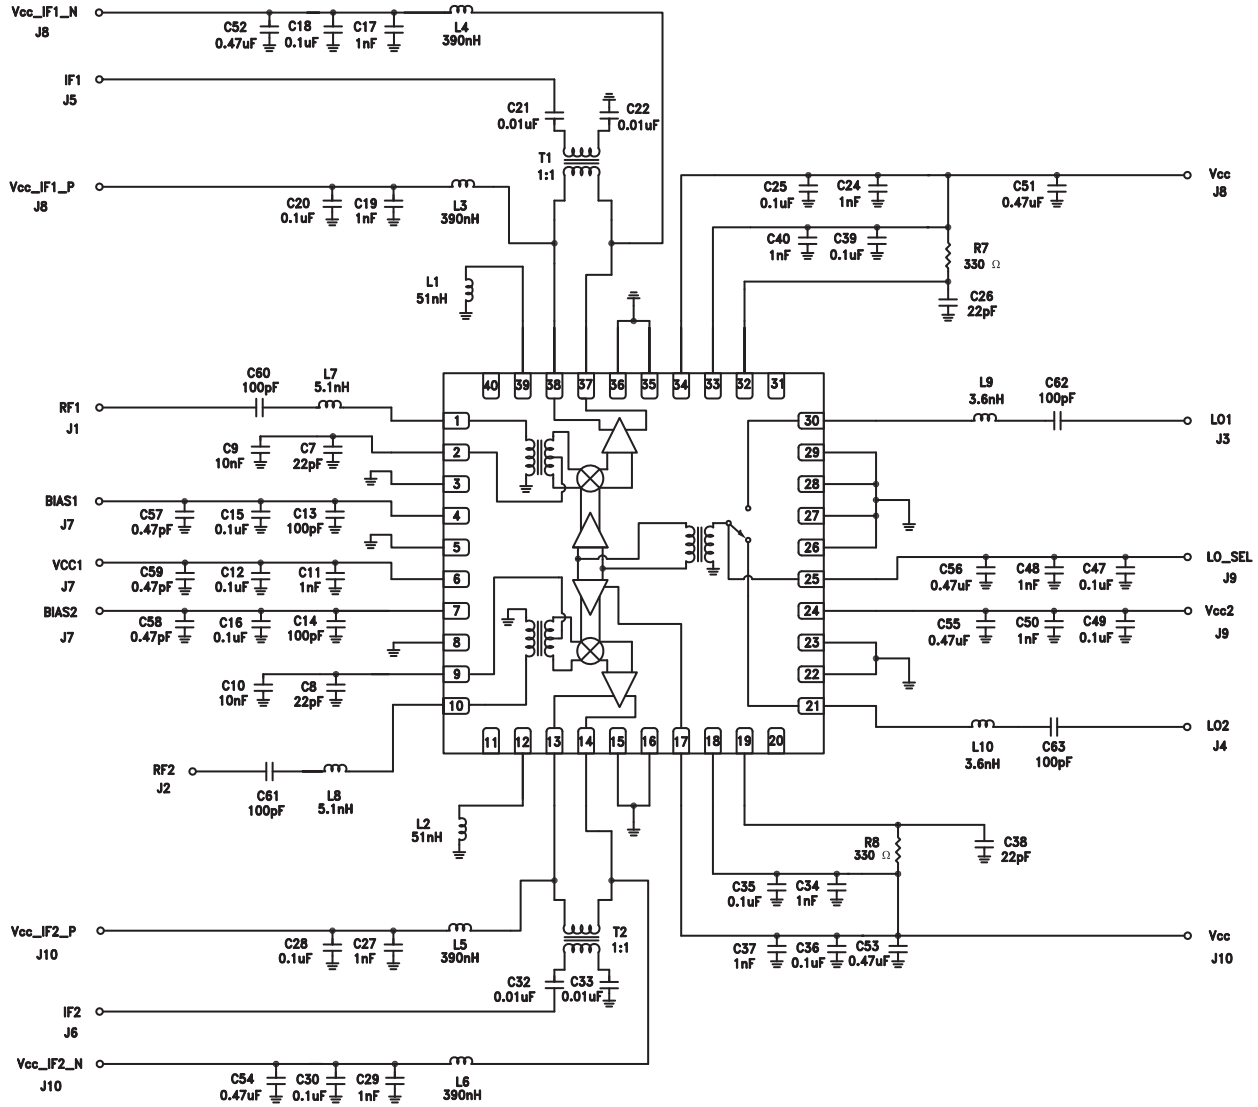 Vcc_IF1_N
J8
C52
0.47uF
C18
0.1uF
C17
1nF
L4
390nH
IF1
J5
C21
0.01uF
C22
0.01uF
T1
1:1
Vcc_IF1_P
J8
C20
0.1uF
C19
1nF
L3
390nH
L1
51nH
C25
0.1uF
C24
1nF
C51
0.47uF
Vcc
J8
C40
1nF
C39
0.1uF
R7
330 Ω
C26
22pF
40
39
38
37
36
35
34
33
32
31
RF1
J1
C60
100pF
L7
5.1nH
C9
10nF
C7
22pF
BIAS1
J7
C57
0.47pF
C15
0.1uF
C13
100pF
VCC1
J7
C59
0.47pF
C12
0.1uF
C11
1nF
BIAS2
J7
C58
0.47pF
C16
0.1uF
C14
100pF
C10
10nF
C8
22pF
RF2
J2
C61
100pF
L8
5.1nH
1
2
3
4
5
6
7
8
9
10
30
29
28
27
26
25
24
23
22
21
L9
3.6nH
C62
100pF
LO1
J3
C56
0.47uF
C48
1nF
C47
0.1uF
LO_SEL
J9
C55
0.47uF
C50
1nF
C49
0.1uF
Vcc2
J9
L10
3.6nH
C63
100pF
LO2
J4
11
12
13
14
15
16
17
18
19
20
L2
51nH
R8
330 Ω
C38
22pF
C35
0.1uF
C34
1nF
C37
1nF
C36
0.1uF
C53
0.47uF
Vcc
J10
Vcc_IF2_P
J10
C28
0.1uF
C27
1nF
L5
390nH
T2
1:1
C32
0.01uF
C33
0.01uF
IF2
J6
Vcc_IF2_N
J10
C54
0.47uF
C30
0.1uF
C29
1nF
L6
390nH